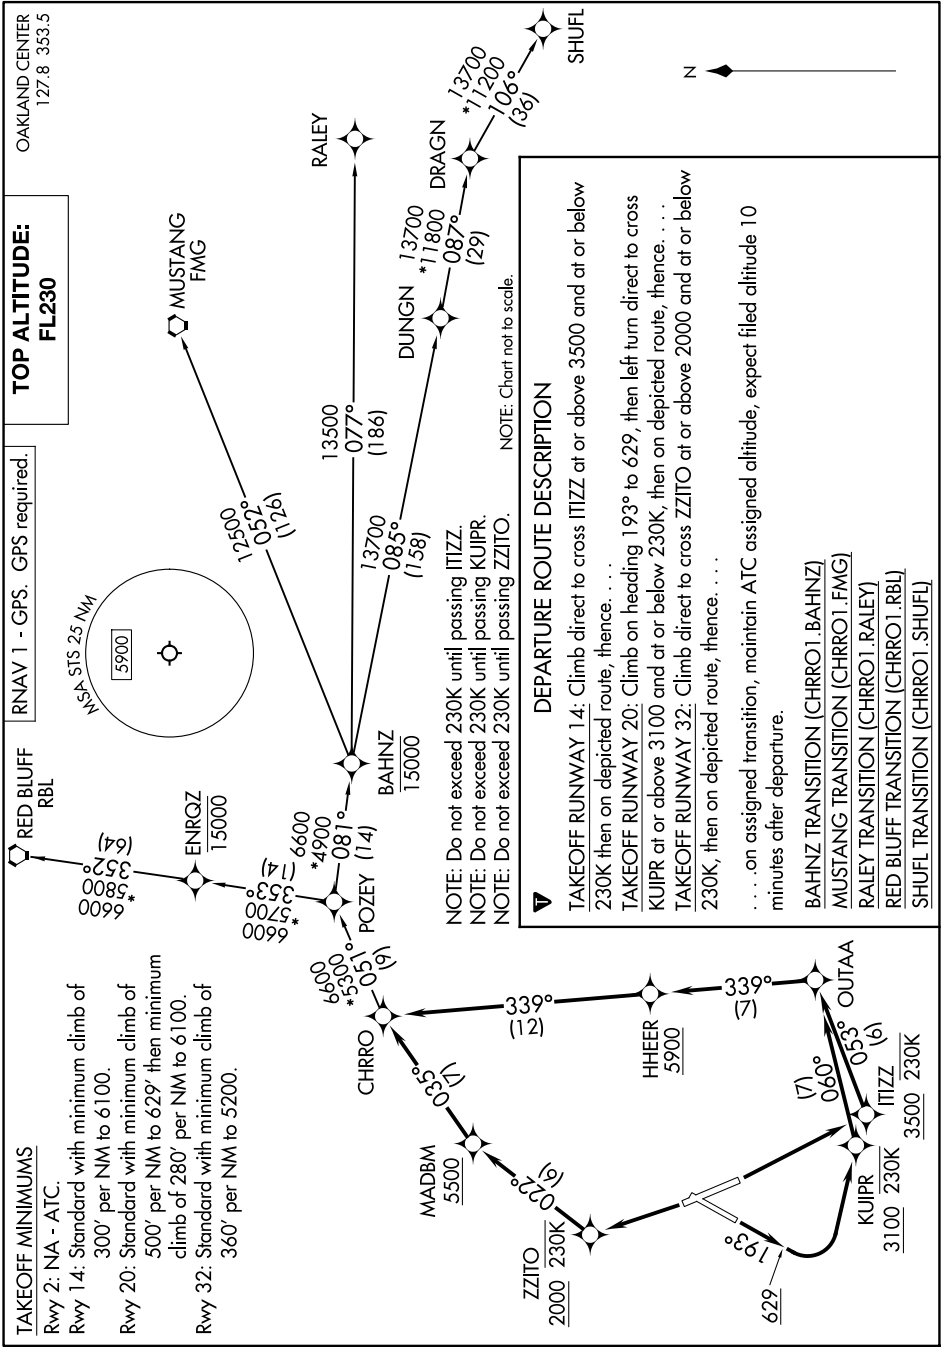 TAKEOFF MINIMUMS
Rwy 2: NA - ATC.
Rwy 14: Standard with minimum climb of
300' per NM to 6100.
Rwy 20: Standard with minimum climb of
500' per NM to 629' then minimum
climb of 280' per NM to 6100.
Rwy 32: Standard with minimum climb of
360' per NM to 5200.
RNAV 1 - GPS. GPS required.
TOP ALTITUDE:
FL230
OAKLAND CENTER
127.8 353.5
RED BLUFF
RBL
6600
*5800
352°
(64)
ENRQZ
15000
6600
*5700
353°
(14)
POZEY
MSA STS 25 NM
5900
MUSTANG
FMG
12500
052°
(126)
RALEY
13500
077°
(186)
BAHNZ
15000
6600
*4900
081°
(14)
13700
085°
(158)
DUNGN
13700
*11800
087°
(29)
DRAGN
13700
*11200
106°
(36)
SHUFL
N
6600
*5300
051°
(9)
CHRRO
035°
(7)
MADBM
5500
022°
(6)
ZZITO
2000 230K
339°
(12)
HHEER
5900
339°
(7)
OUTAA
053°
(6)
(7)
060°
ITIZZ
3500 230K
KUIPR
3100 230K
193°
629
NOTE: Do not exceed 230K until passing ITIZZ.
NOTE: Do not exceed 230K until passing KUIPR.
NOTE: Do not exceed 230K until passing ZZITO.
NOTE: Chart not to scale.
T
DEPARTURE ROUTE DESCRIPTION
TAKEOFF RUNWAY 14: Climb direct to cross ITIZZ at or above 3500 and at or below
230K then on depicted route, thence. . . .
TAKEOFF RUNWAY 20: Climb on heading 193° to 629, then left turn direct to cross
KUIPR at or above 3100 and at or below 230K, then on depicted route, thence. . . .
TAKEOFF RUNWAY 32: Climb direct to cross ZZITO at or above 2000 and at or below
230K, then on depicted route, thence. . . .
. . . .on assigned transition, maintain ATC assigned altitude, expect filed altitude 10
minutes after departure.
BAHNZ TRANSITION (CHRRO1.BAHNZ)
MUSTANG TRANSITION (CHRRO1.FMG)
RALEY TRANSITION (CHRRO1.RALEY)
RED BLUFF TRANSITION (CHRRO1.RBL)
SHUFL TRANSITION (CHRRO1.SHUFL)